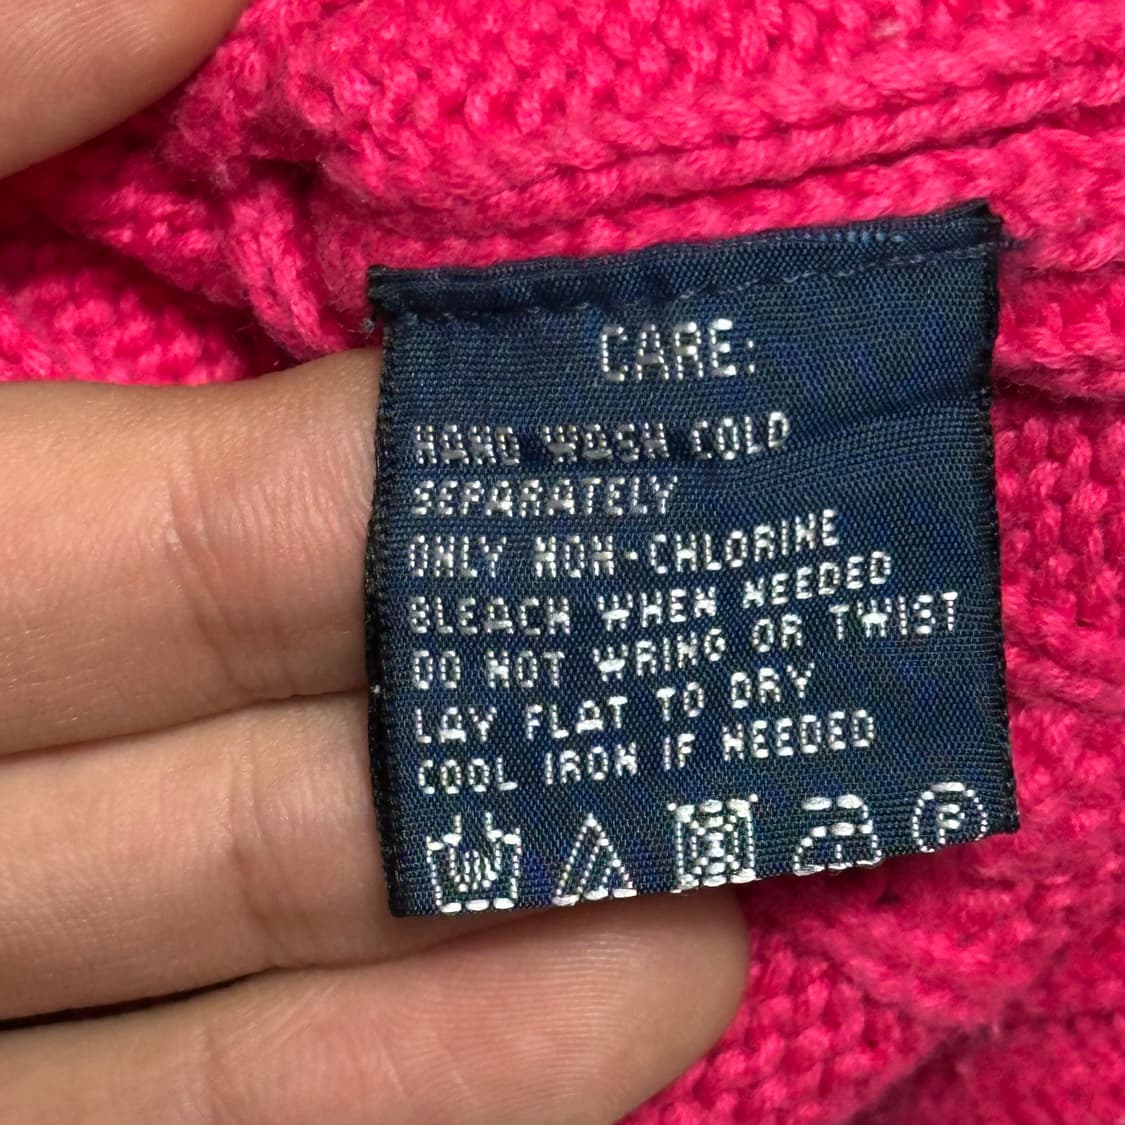 CARE:
HAND WASH COLD
SEPARATELY
ONLY NON-CHLORINE
BLEACH WHEN NEEDED
DO NOT WRING OR TWIST
LAY FLAT TO DRY
COOL IRON IF NEEDED
P